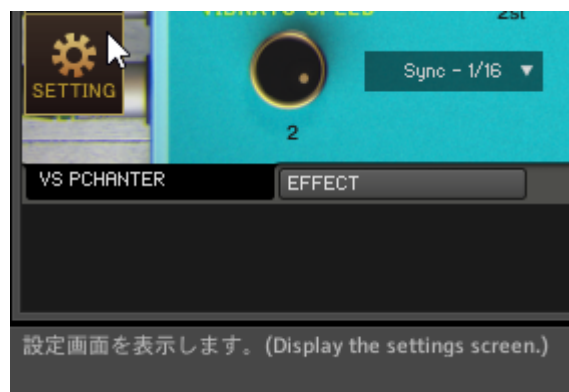 VIBRATO SPEED
2st
SETTING
Sync - 1/16
2
VS PCHANTER
EFFECT
設定画面を表示します。(Display the settings screen.)